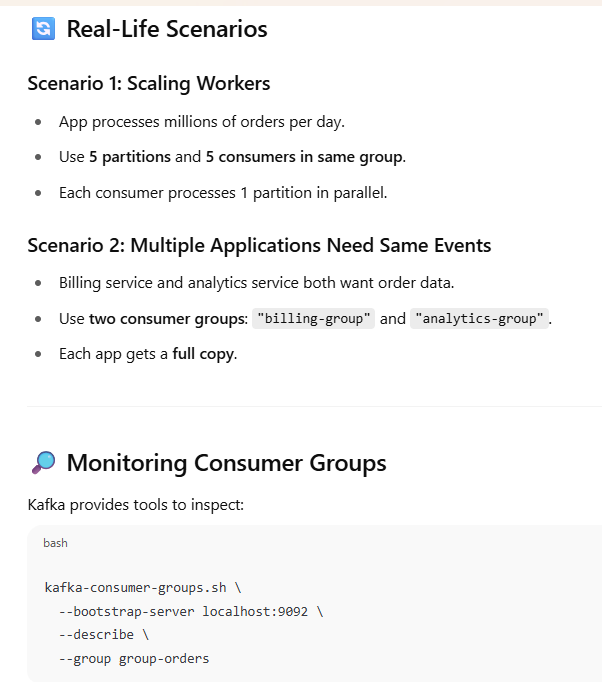 Real-Life Scenarios
Scenario 1: Scaling Workers
App processes millions of orders per day.
Use 5 partitions and 5 consumers in same group.
Each consumer processes 1 partition in parallel.
Scenario 2: Multiple Applications Need Same Events
Billing service and analytics service both want order data.
Use two consumer groups: "billing-group" and "analytics-group".
Each app gets a full copy.
Monitoring Consumer Groups
Kafka provides tools to inspect:
bash
kafka-consumer-groups.sh \
--bootstrap-server localhost:9092 \
--describe \
--group group-orders